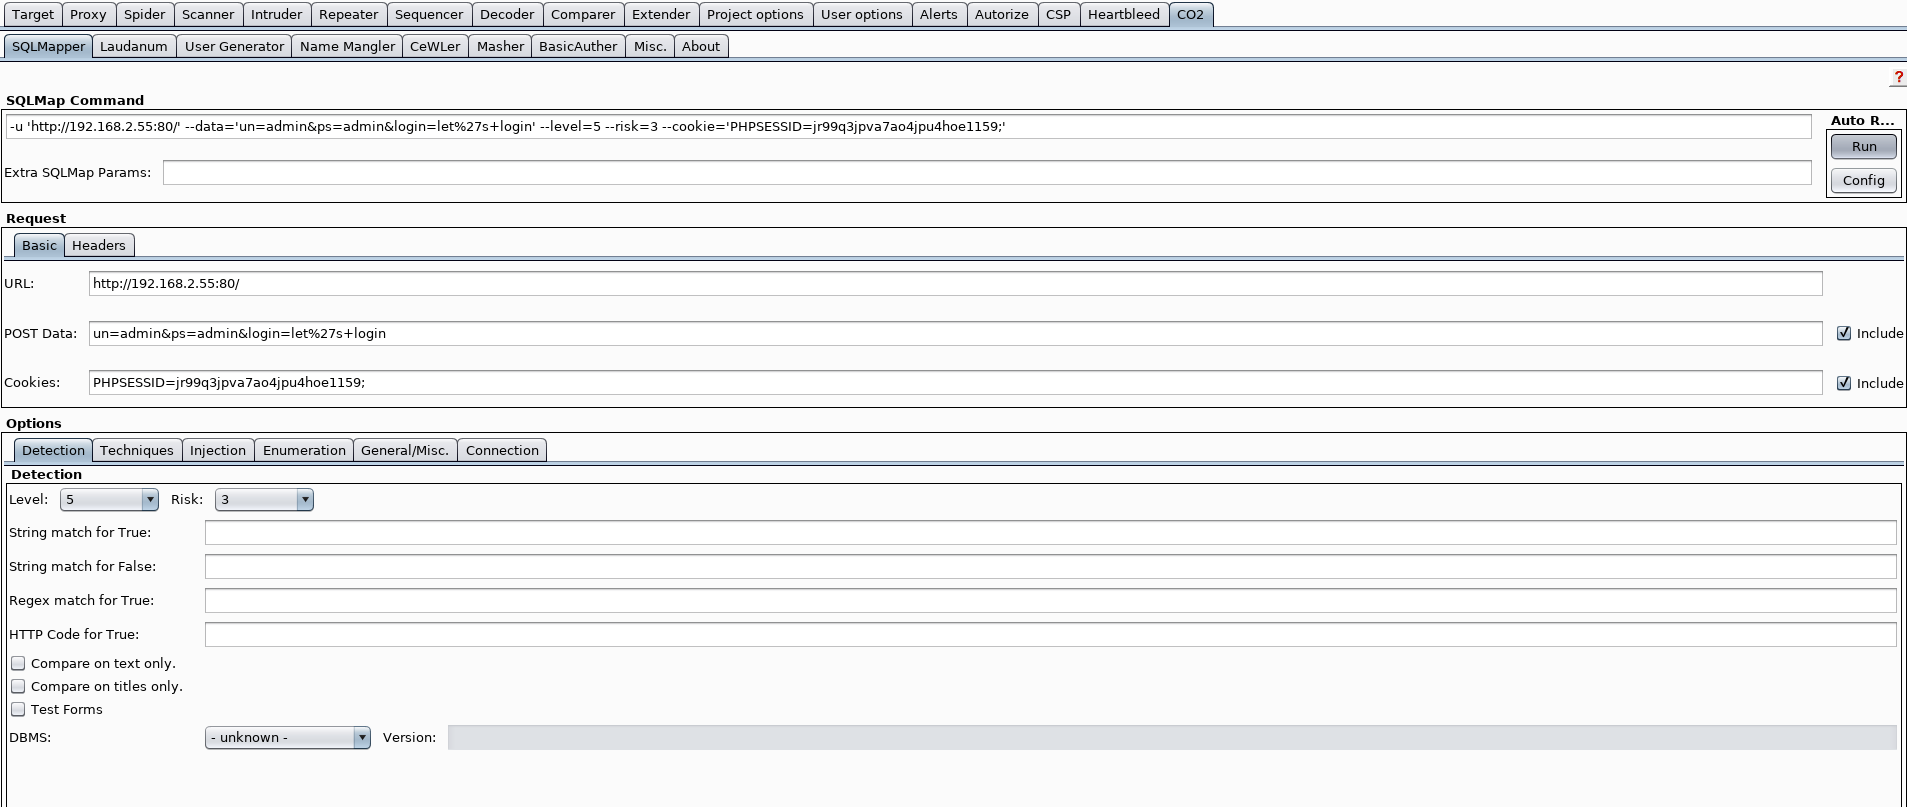 Target Proxy Spider Scanner Intruder Repeater Sequencer Decoder Comparer Extender Project options User options Alerts Autorize CSP Heartbleed CO2
SQLMapper Laudanum User Generator Name Mangler CeWLer Masher BasicAuther Misc. About
?
SQLMap Command
-u 'http://192.168.2.55:80/' --data='un=admin&ps=admin&login=let%27s+login' --level=5 --risk=3 --cookie='PHPSESSID=jr99q3jpva7ao4jpu4hoe1159;'
Auto R...
Run
Extra SQLMap Params:
Config
Request
Basic Headers
URL: http://192.168.2.55:80/
POST Data: un=admin&ps=admin&login=let%27s+login Include
Cookies: PHPSESSID=jr99q3jpva7ao4jpu4hoe1159; Include
Options
Detection Techniques Injection Enumeration General/Misc. Connection
Detection
Level: 5 Risk: 3
String match for True:
String match for False:
Regex match for True:
HTTP Code for True:
Compare on text only.
Compare on titles only.
Test Forms
DBMS: - unknown - Version: